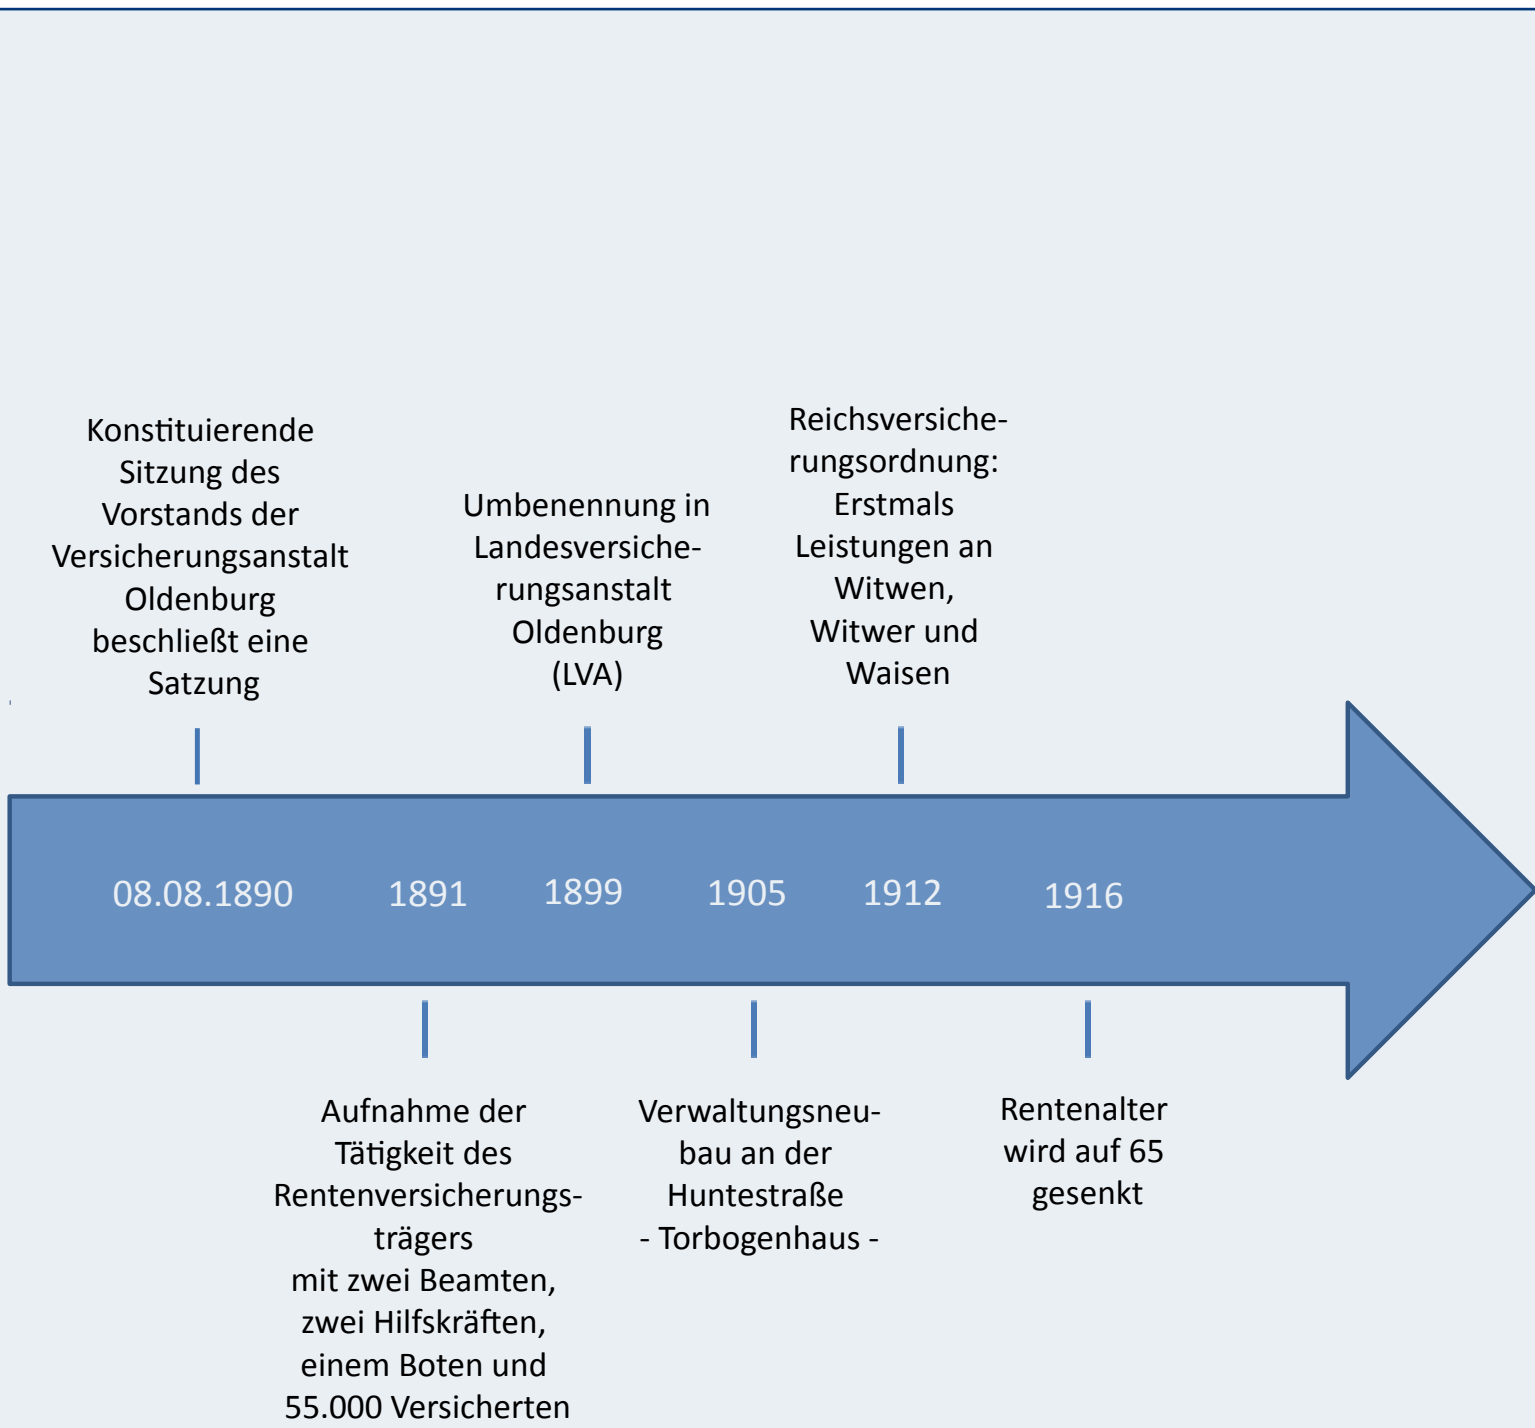 Konstituierende
Sitzung des
Vorstands der
Versicherungsanstalt
Oldenburg
beschließt eine
Satzung
Umbenennung in
Landesversiche-
rungsanstalt
Oldenburg
(LVA)
Reichsversiche-
rungsordnung:
Erstmals
Leistungen an
Witwen,
Witwer und
Waisen
08.08.1890
1891
1899
1905
1912
1916
Aufnahme der
Tätigkeit des
Rentenversicherungs-
trägers
mit zwei Beamten,
zwei Hilfskräften,
einem Boten und
55.000 Versicherten
Verwaltungsneu-
bau an der
Huntestraße
- Torbogenhaus -
Rentenalter
wird auf 65
gesenkt